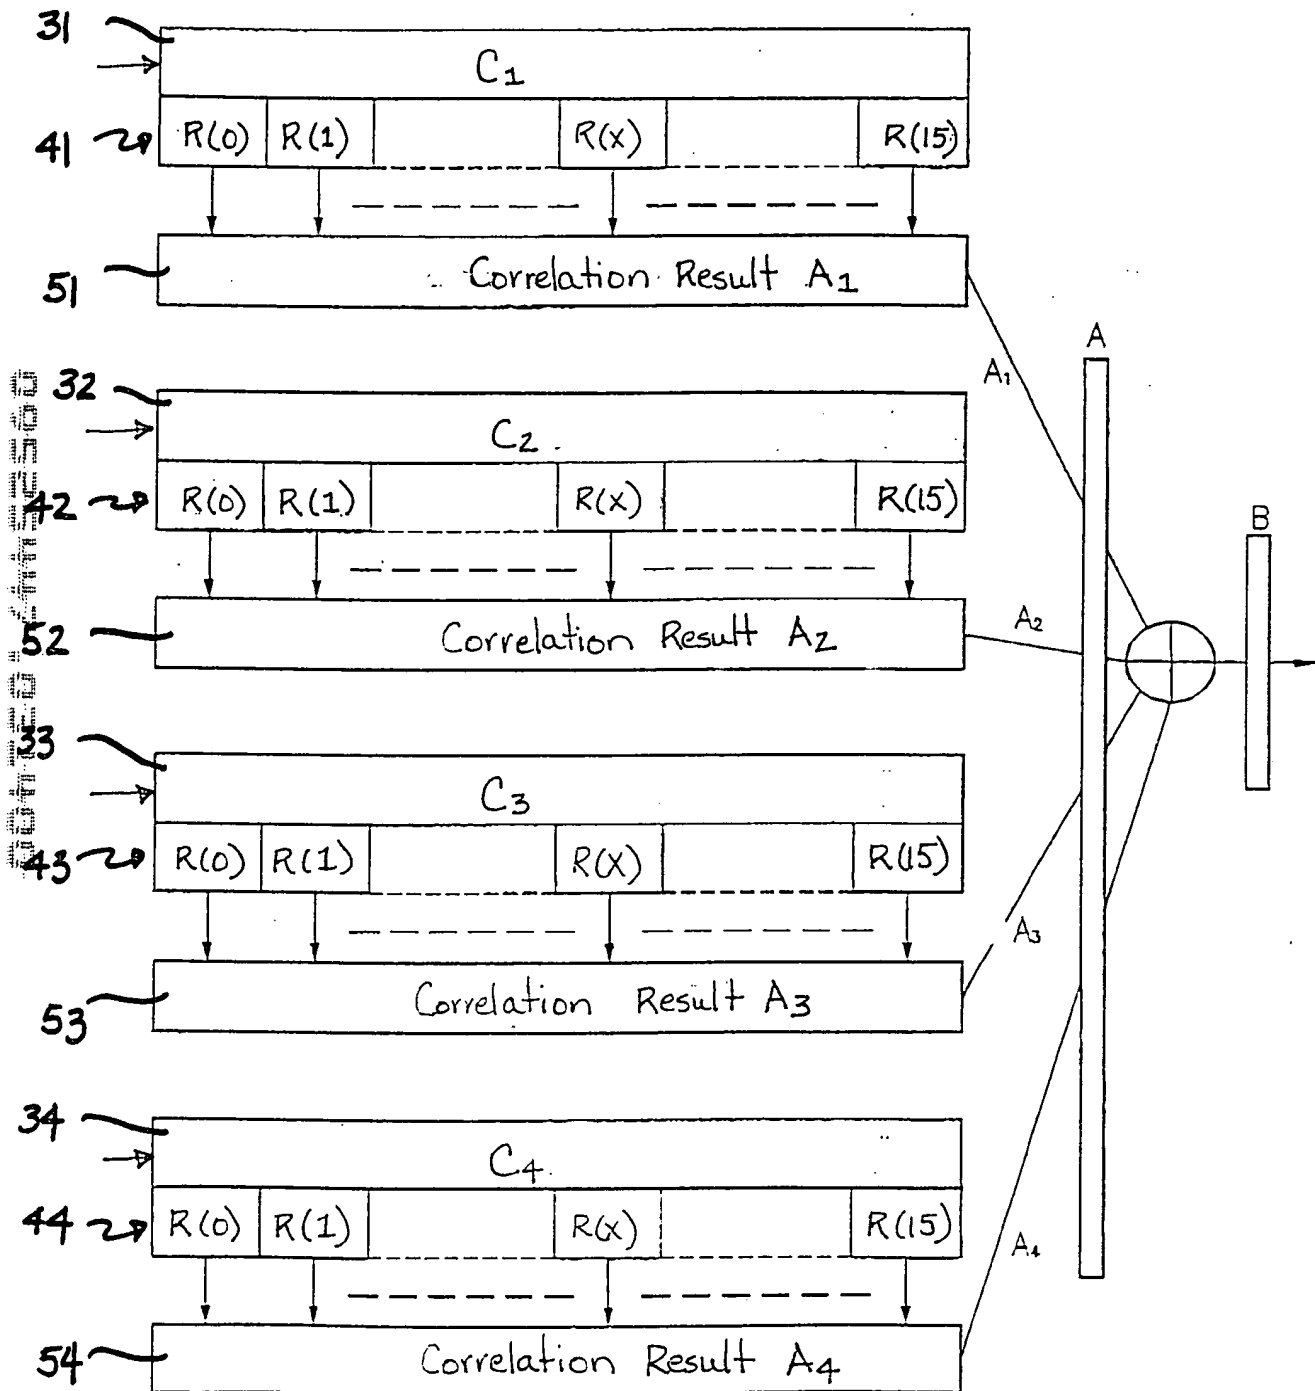 31
C1
41 R(0) R(1) R(x) R(15)
51 Correlation Result A1
A
A1
32
C2
B
42 R(0) R(1) R(x) R(15)
52 Correlation Result A2
A2
33
C3
43 R(0) R(1) R(x) R(15)
A3
53 Correlation Result A3
34
C4
44 R(0) R(1) R(x) R(15)
A4
54 Correlation Result A4